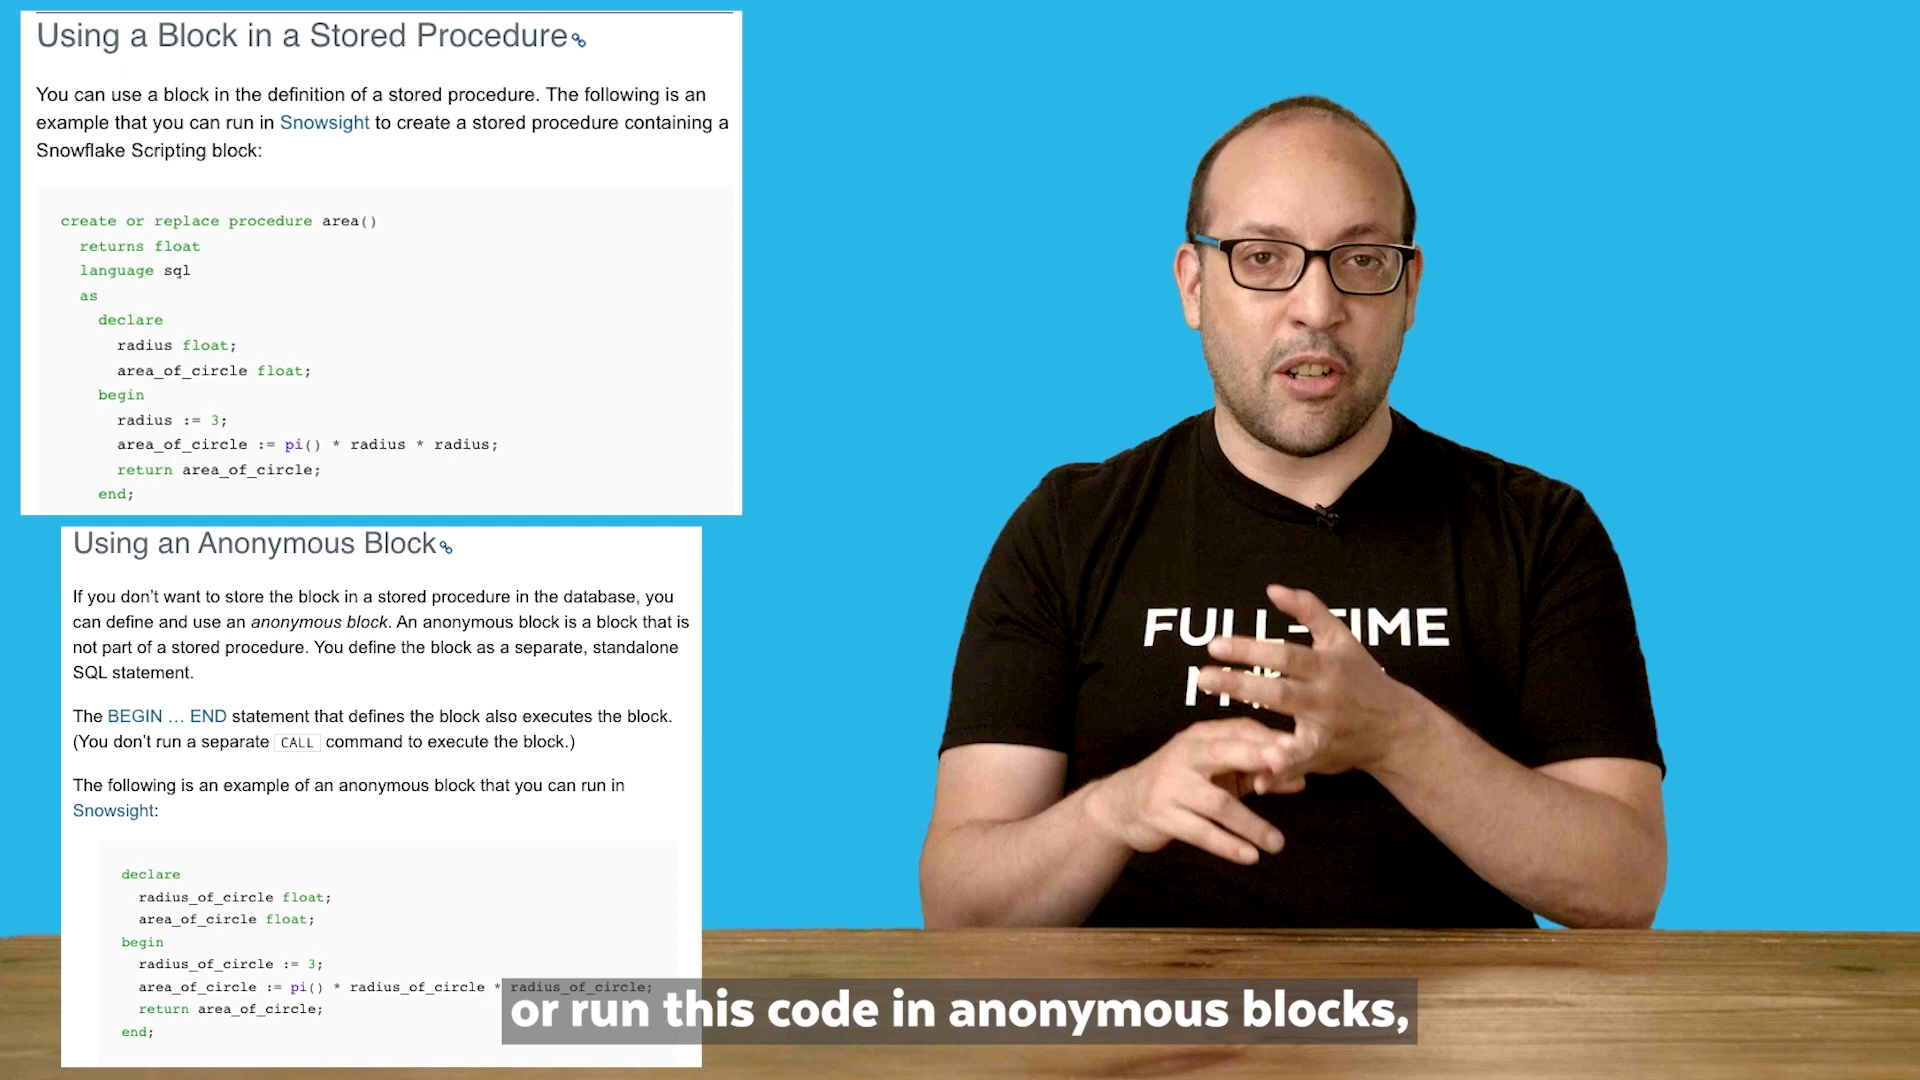 Using a Block in a Stored Procedure
You can use a block in the definition of a stored procedure. The following is an
example that you can run in Snowsight to create a stored procedure containing a
Snowflake Scripting block:
create or replace procedure area()
returns float
language sql
as
declare
radius float;
area_of_circle float;
begin
radius := 3;
area_of_circle := pi() * radius * radius;
return area_of_circle;
end;
Using an Anonymous Block
If you don’t want to store the block in a stored procedure in the database, you
can define and use an anonymous block. An anonymous block is a block that is
not part of a stored procedure. You define the block as a separate, standalone
SQL statement.
The BEGIN … END statement that defines the block also executes the block.
(You don’t run a separate CALL command to execute the block.)
The following is an example of an anonymous block that you can run in
Snowsight:
declare
radius_of_circle float;
area_of_circle float;
begin
radius_of_circle := 3;
area_of_circle := pi() * radius_of_circle * radius_of_circle;
return area_of_circle;
end;
FULL-TIME
or run this code in anonymous blocks,